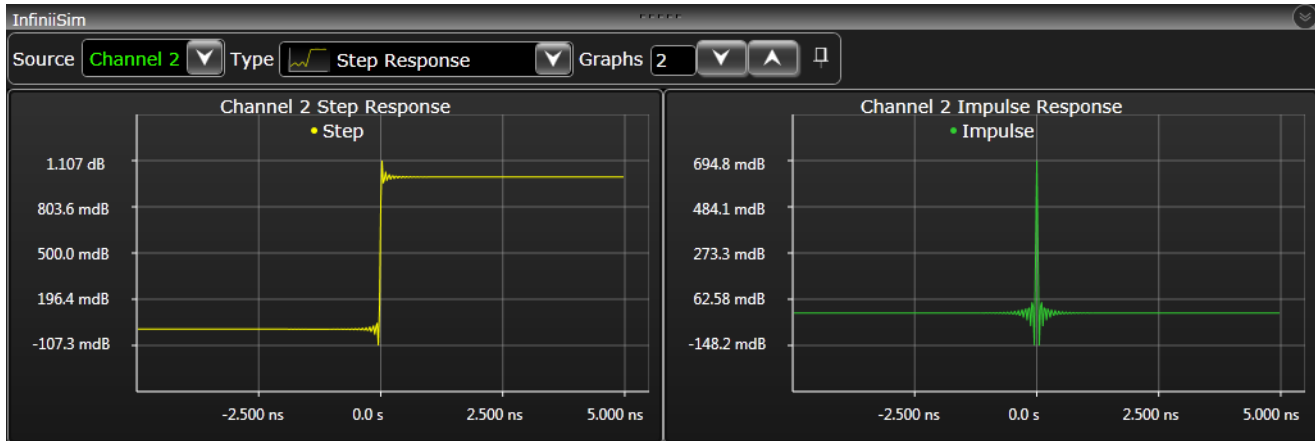 InfiniiSim
Source Channel 2 Type Step Response Graphs 2
Channel 2 Step Response
Step
1.107 dB
803.6 mdB
500.0 mdB
196.4 mdB
-107.3 mdB
-2.500 ns 0.0 s 2.500 ns 5.000 ns
Channel 2 Impulse Response
Impulse
694.8 mdB
484.1 mdB
273.3 mdB
62.58 mdB
-148.2 mdB
-2.500 ns 0.0 s 2.500 ns 5.000 ns